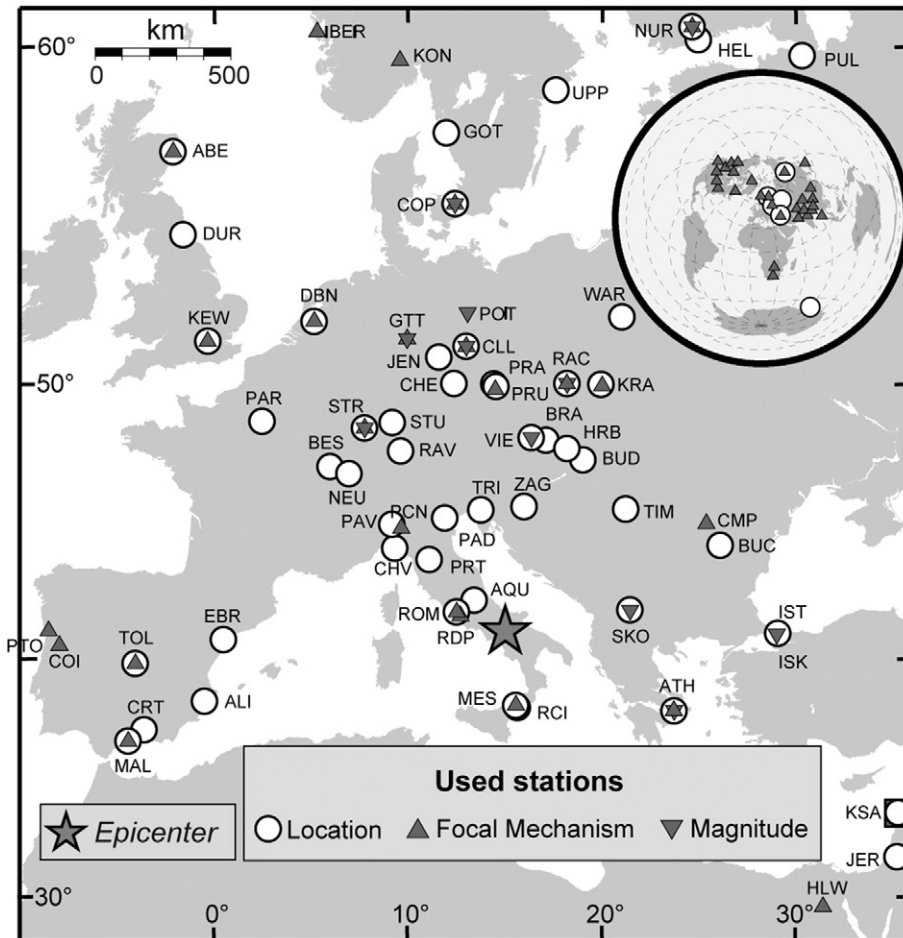 km
0 500
60°
IBER
KON
NUR
HEL
PUL
UPP
GOT
ABE
COP
DUR
DBN
WAR
KEW
GTT
POT
CLL
JEN
PRA
RAC
CHE
PRU
KRA
PAR
STR
STU
BRA
HRB
VIE
BES
RAV
BUD
NEU
TRI
ZAG
PAV
PCN
TIM
CMP
PAD
BUC
CHV
PRT
AQU
EBR
ROM
IST
PTO
TOL
RDP
SKO
COI
ISK
MES
ATH
ALI
RCI
CRT
MAL
50°
Used stations
Epicenter
Location Focal Mechanism Magnitude
KSA
JER
HLW
30°
0° 10° 20° 30°